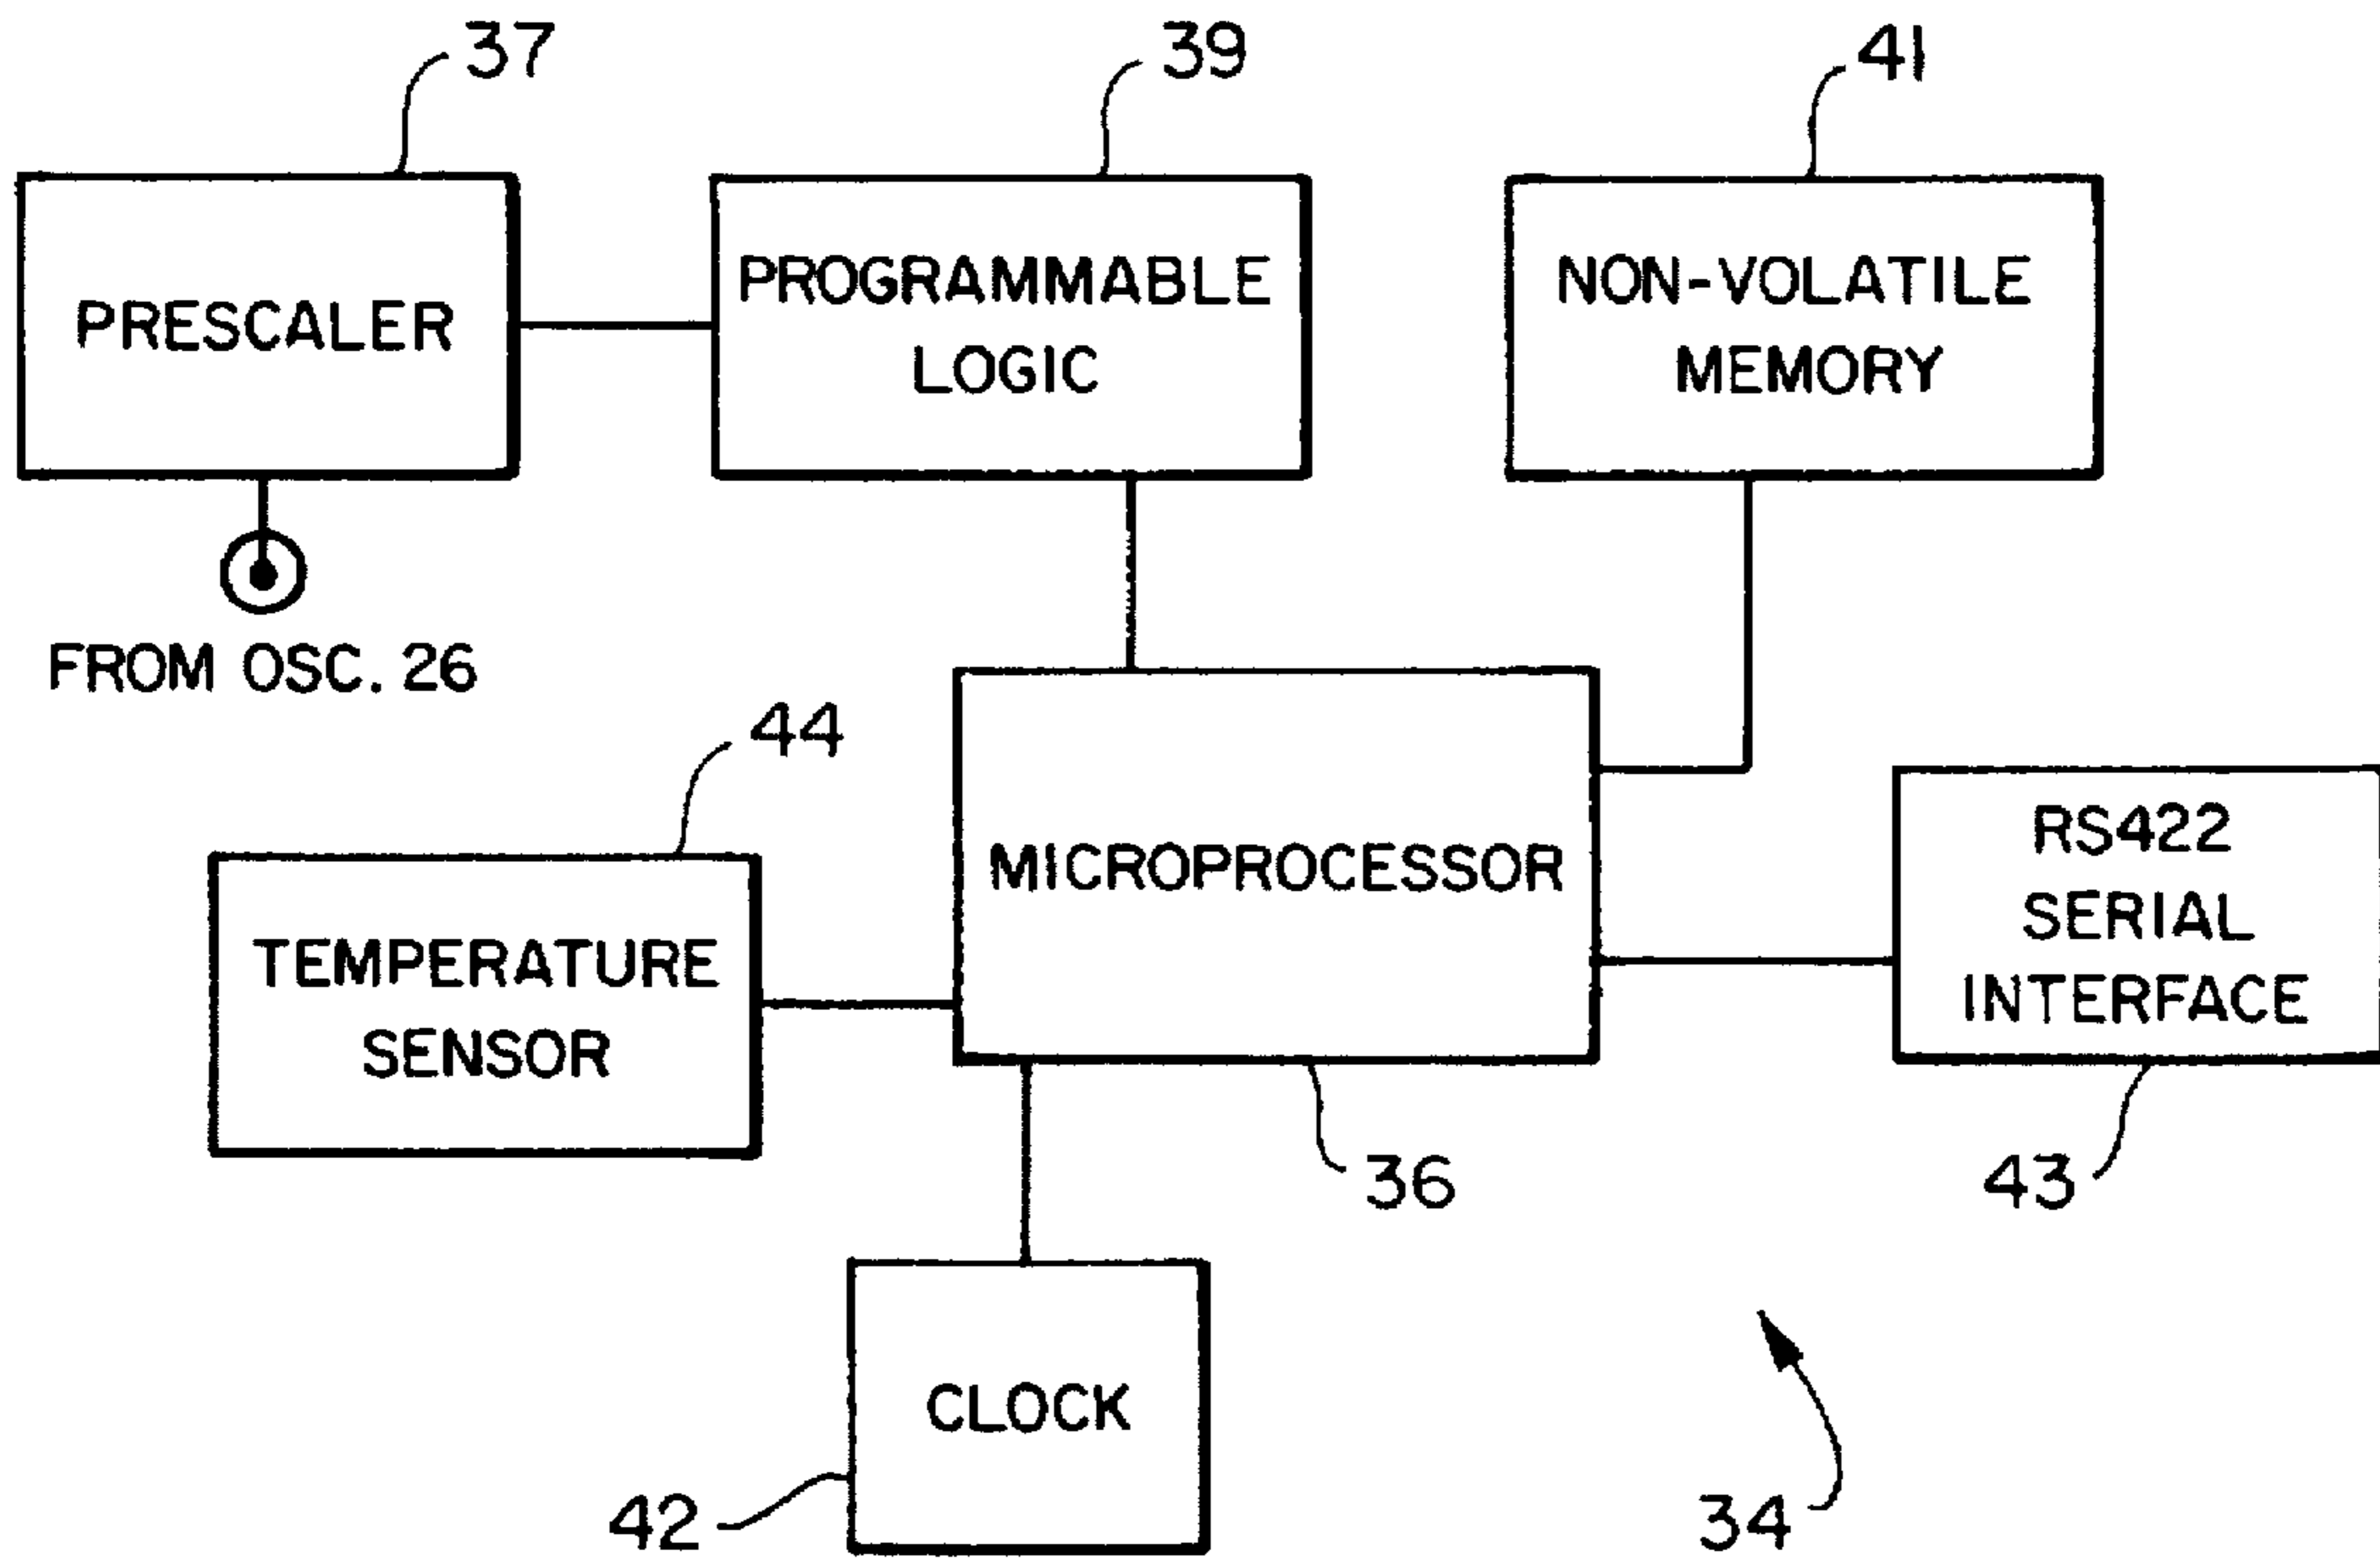 37
39
41
PRESCALER
PROGRAMMABLE
LOGIC
NON-VOLATILE
MEMORY
FROM OSC. 26
44
TEMPERATURE
SENSOR
MICROPROCESSOR
RS422
SERIAL
INTERFACE
36
43
CLOCK
42
34